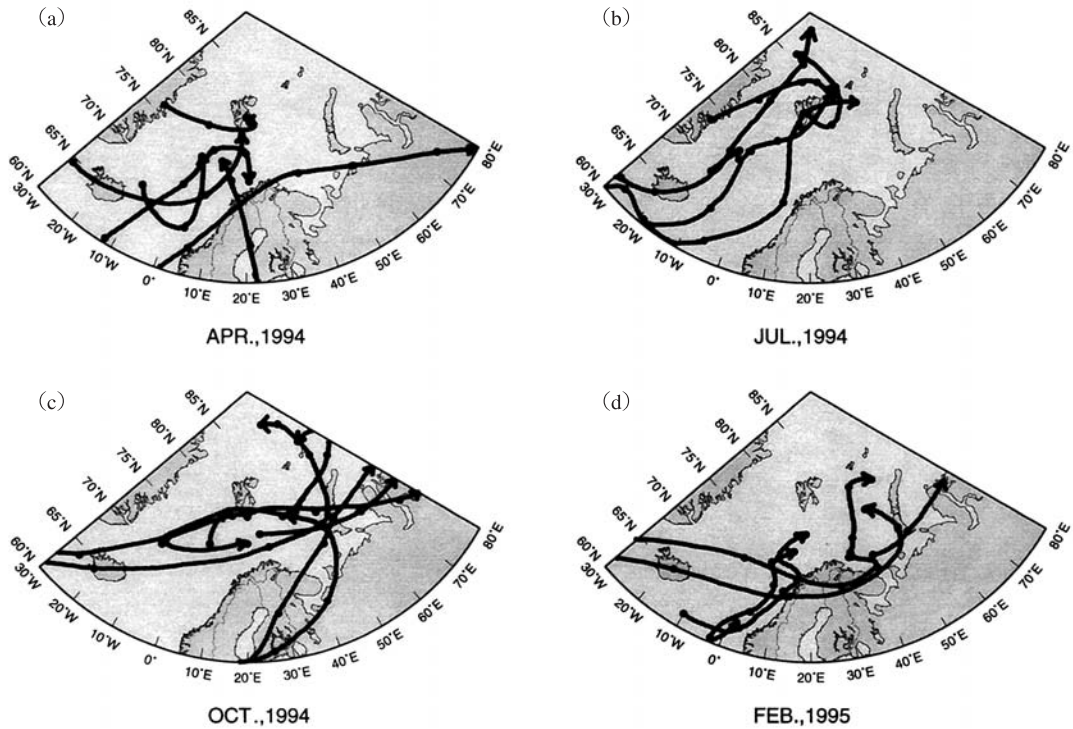 (a)
85°N
80°N
75°N
70°N
65°N
60°N
30°W
20°W
10°W
0°
10°E
20°E
30°E
40°E
50°E
60°E
70°E
80°E
APR.,1994
(b)
85°N
80°N
75°N
70°N
65°N
60°N
30°W
20°W
10°W
0°
10°E
20°E
30°E
40°E
50°E
60°E
70°E
80°E
JUL.,1994
(c)
85°N
80°N
75°N
70°N
65°N
60°N
30°W
20°W
10°W
0°
10°E
20°E
30°E
40°E
50°E
60°E
70°E
80°E
OCT.,1994
(d)
85°N
80°N
75°N
70°N
65°N
60°N
30°W
20°W
10°W
0°
10°E
20°E
30°E
40°E
50°E
60°E
70°E
80°E
FEB.,1995